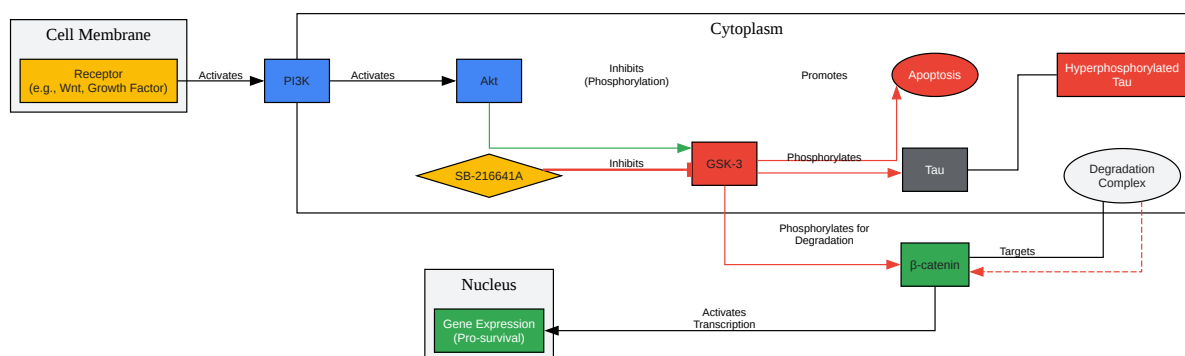 Cell Membrane
Receptor
(e.g., Wnt, Growth Factor)
Activates
Cytoplasm
PI3K
Activates
Akt
Inhibits
(Phosphorylation)
Promotes
Apoptosis
Hyperphosphorylated
Tau
SB-216641A
Inhibits
GSK-3
Phosphorylates
Tau
Degradation
Complex
Phosphorylates for
Degradation
β-catenin
Targets
Nucleus
Gene Expression
(Pro-survival)
Activates
Transcription